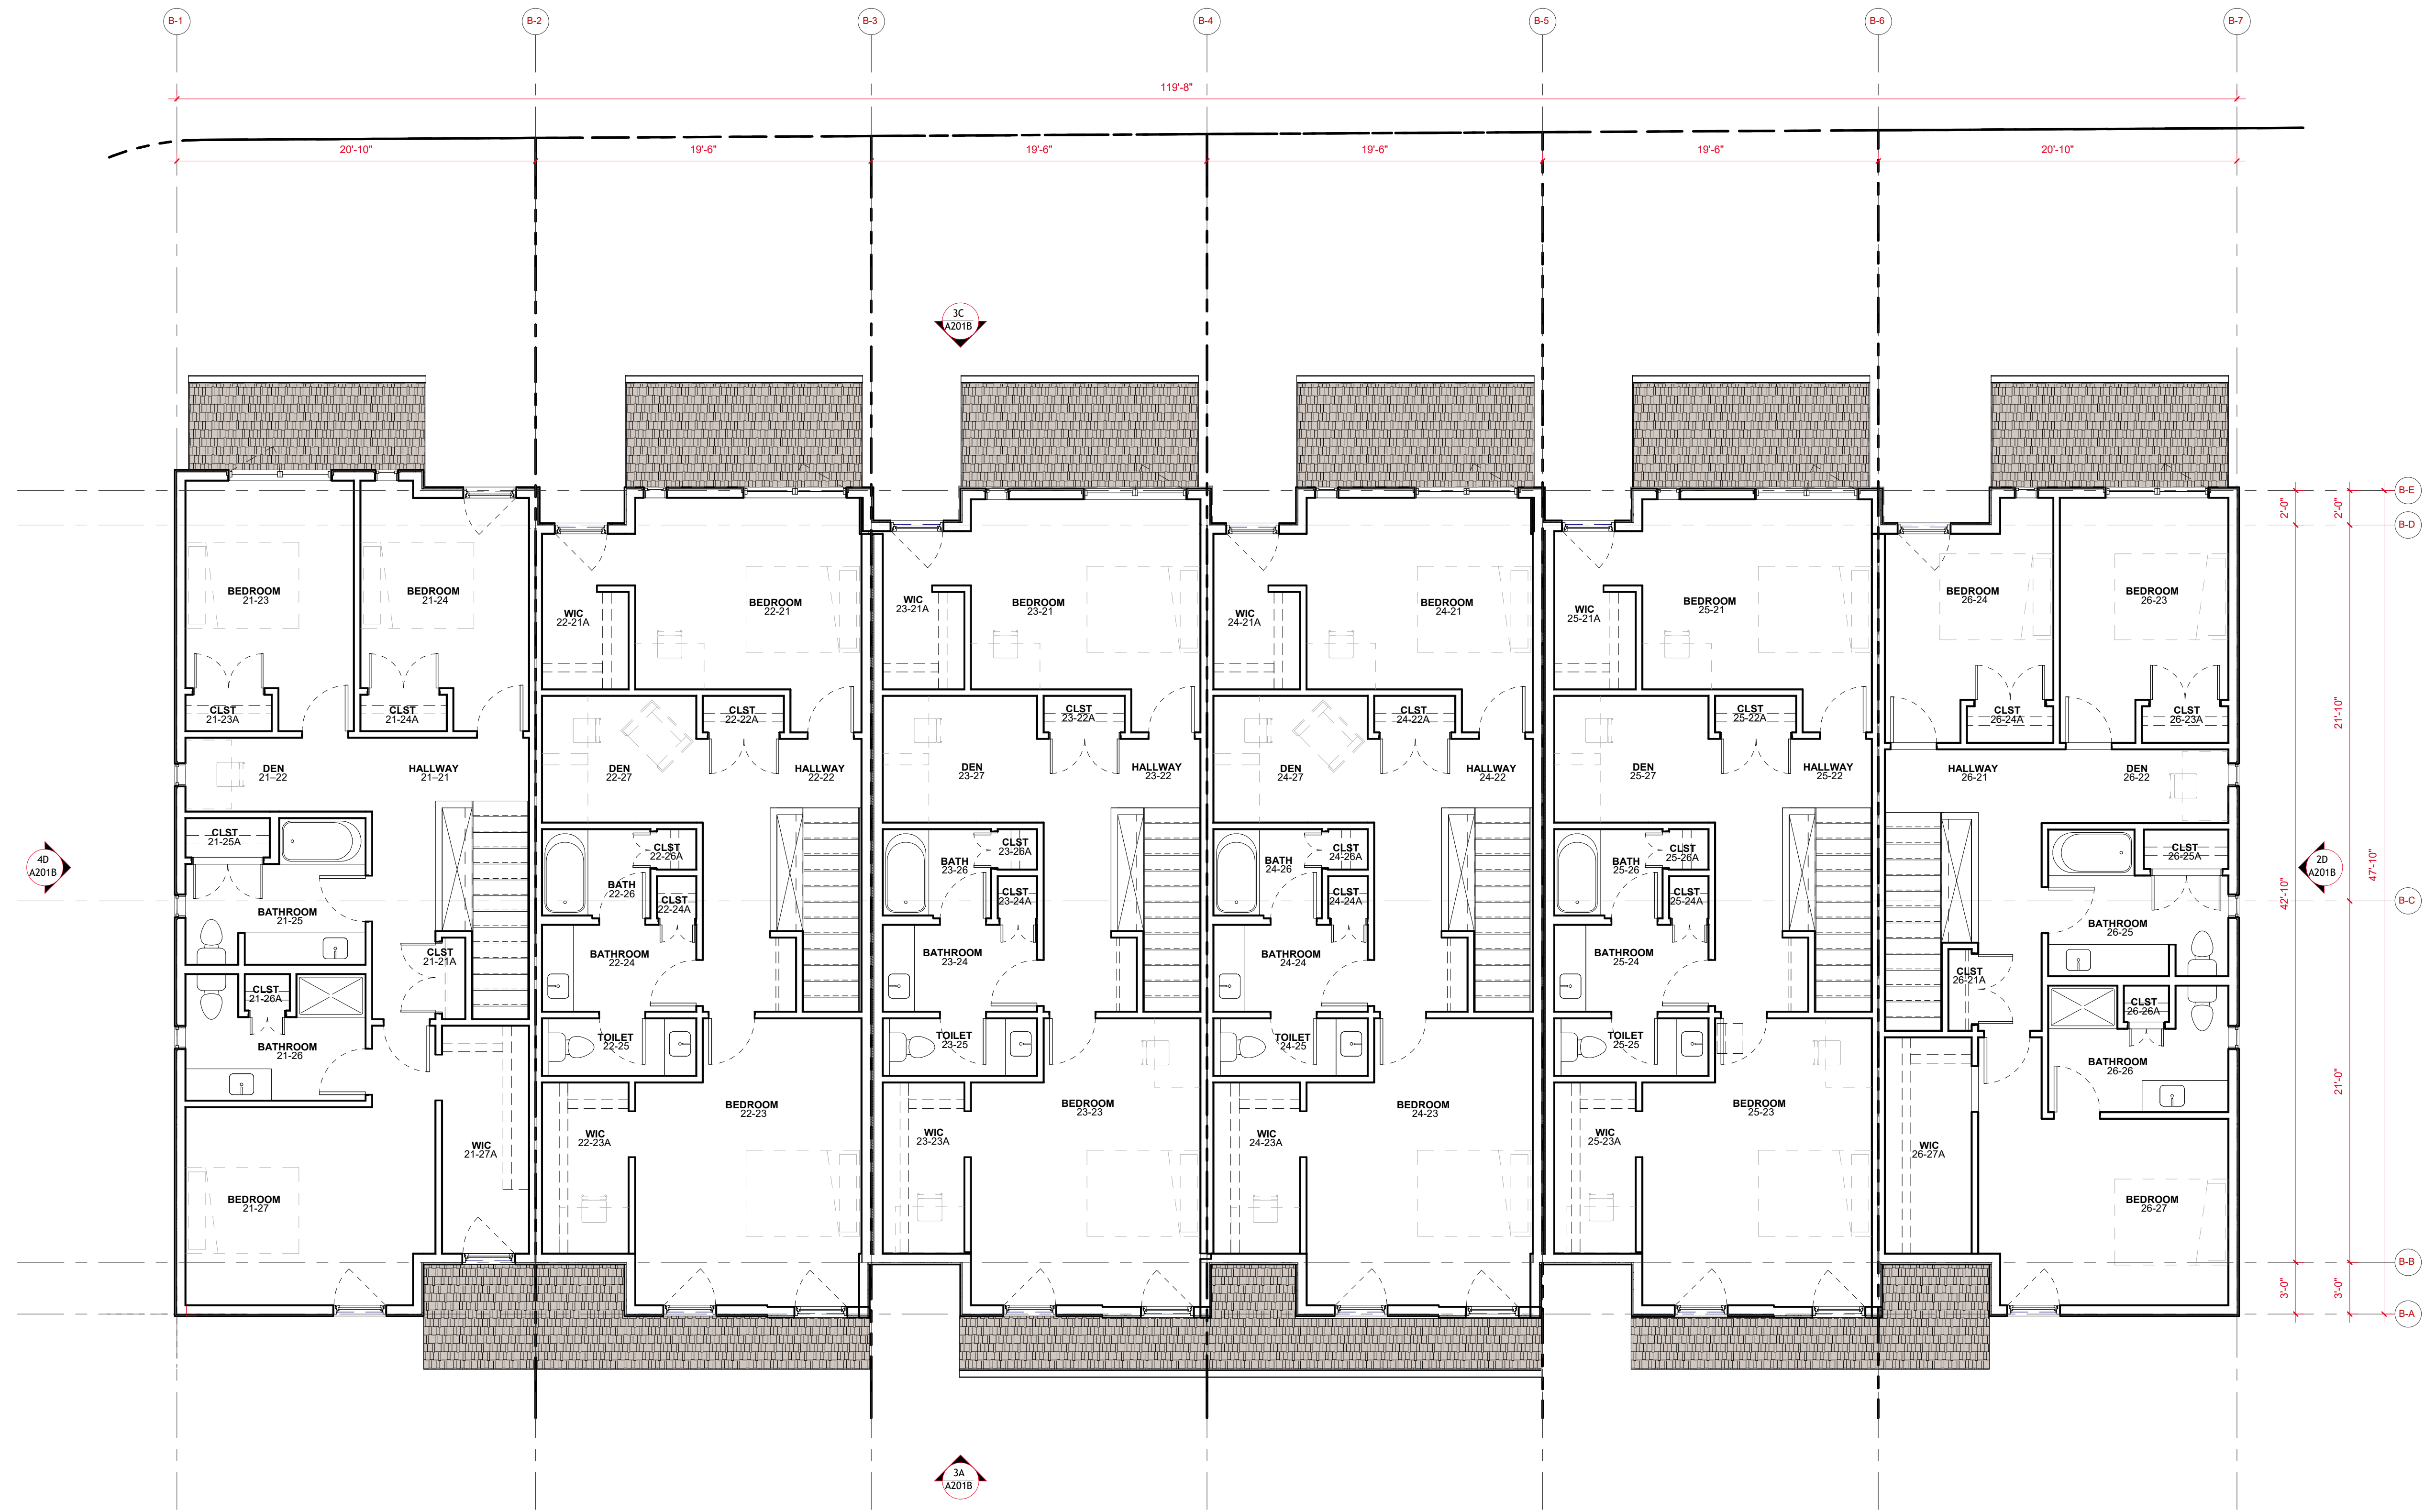 B-1
B-2
B-3
B-4
B-5
B-6
B-7
119'-8"
20'-10"
19'-6"
19'-6"
19'-6"
19'-6"
20'-10"
3C
A201B
B-E
B-D
2'-0"
2'-0"
BEDROOM
21-23
BEDROOM
21-24
WIC
22-21A
BEDROOM
22-21
WIC
23-21A
BEDROOM
23-21
WIC
24-21A
BEDROOM
24-21
WIC
25-21A
BEDROOM
25-21
BEDROOM
26-24
BEDROOM
26-23
CLST
21-23A
CLST
21-24A
CLST
22-22A
CLST
23-22A
CLST
24-22A
CLST
25-22A
CLST
26-24A
CLST
26-23A
21'-10"
DEN
21–22
HALLWAY
21–21
DEN
22-27
HALLWAY
22-22
DEN
23-27
HALLWAY
23-22
DEN
24-27
HALLWAY
24-22
DEN
25-27
HALLWAY
25-22
HALLWAY
26-21
DEN
26-22
4D
A201B
CLST
21-25A
CLST
22-26A
BATH
22-26
CLST
22-24A
BATH
23-26
CLST
23-26A
CLST
23-24A
BATH
24-26
CLST
24-26A
CLST
24-24A
BATH
25-26
CLST
25-26A
CLST
25-24A
CLST
26-25A
2D
A201B
42'-10"
47'-10"
B-C
BATHROOM
21-25
CLST
21-21A
BATHROOM
22-24
BATHROOM
23-24
BATHROOM
24-24
BATHROOM
25-24
CLST
26-21A
BATHROOM
26-25
CLST
21-26A
CLST
26-26A
BATHROOM
21-26
TOILET
22-25
TOILET
23-25
TOILET
24-25
TOILET
25-25
BATHROOM
26-26
21'-0"
WIC
21-27A
WIC
22-23A
BEDROOM
22-23
WIC
23-23A
BEDROOM
23-23
WIC
24-23A
BEDROOM
24-23
WIC
25-23A
BEDROOM
25-23
WIC
26-27A
BEDROOM
21-27
BEDROOM
26-27
B-B
3'-0"
3'-0"
B-A
3A
A201B